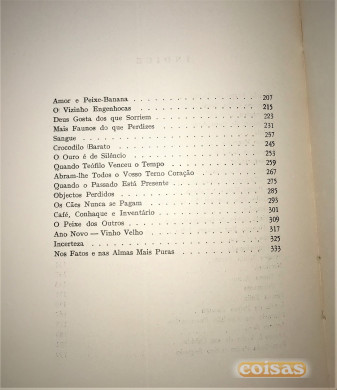 INDICE
Amor e Peixe-Banana 207
O Vizinho Engenhocas 215
Deus Gosta dos que Sorriem 223
Mais Faunos do que Perdizes 231
Sangue 257
Crocodilo Barato 245
O Ouro é de Silêncio 253
Quando Teófilo Venceu o Tempo 259
Abram-lhe Todos o Vosso Terno Coração 267
Quando o Passado Está Presente 275
Objectos Perdidos 285
Os Cães Nunca se Pagam 293
Café, Conhaque e Inventário 301
O Peixe dos Outros 309
Ano Novo — Vinho Velho 317
Incerteza 325
Nos Fatos e nas Almas Mais Puras 333
coisas